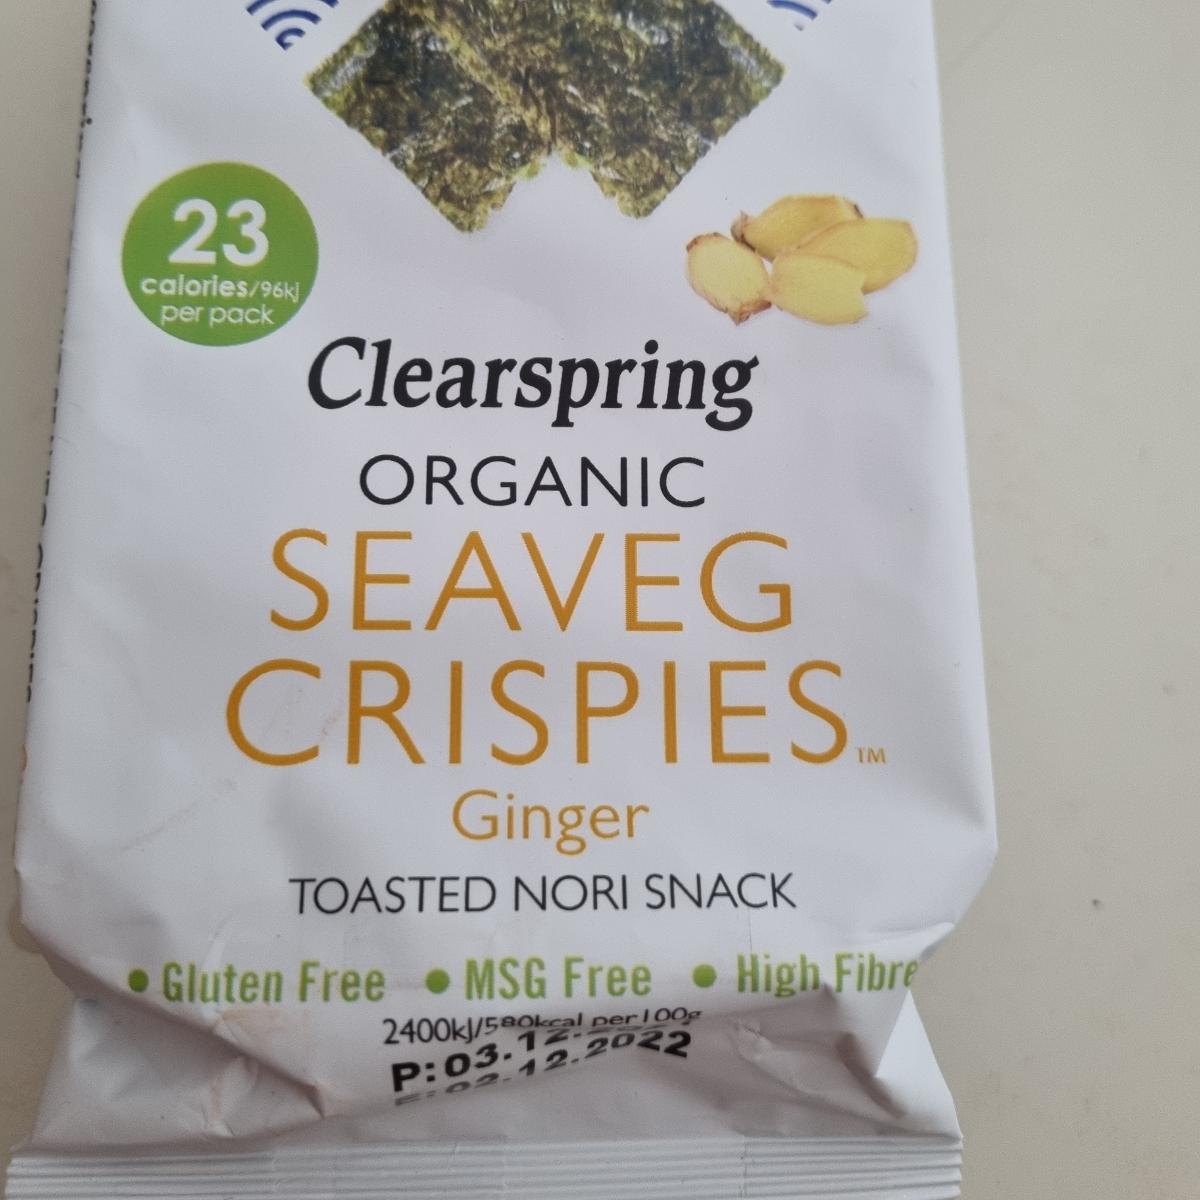 23
calories/96kJ
per pack
Clearspring
ORGANIC
SEAVEG
CRISPIES™
Ginger
TOASTED NORI SNACK
• Gluten Free • MSG Free • High Fibre
2400kJ/580kcal per 100g
P: 03.12.
12.2022